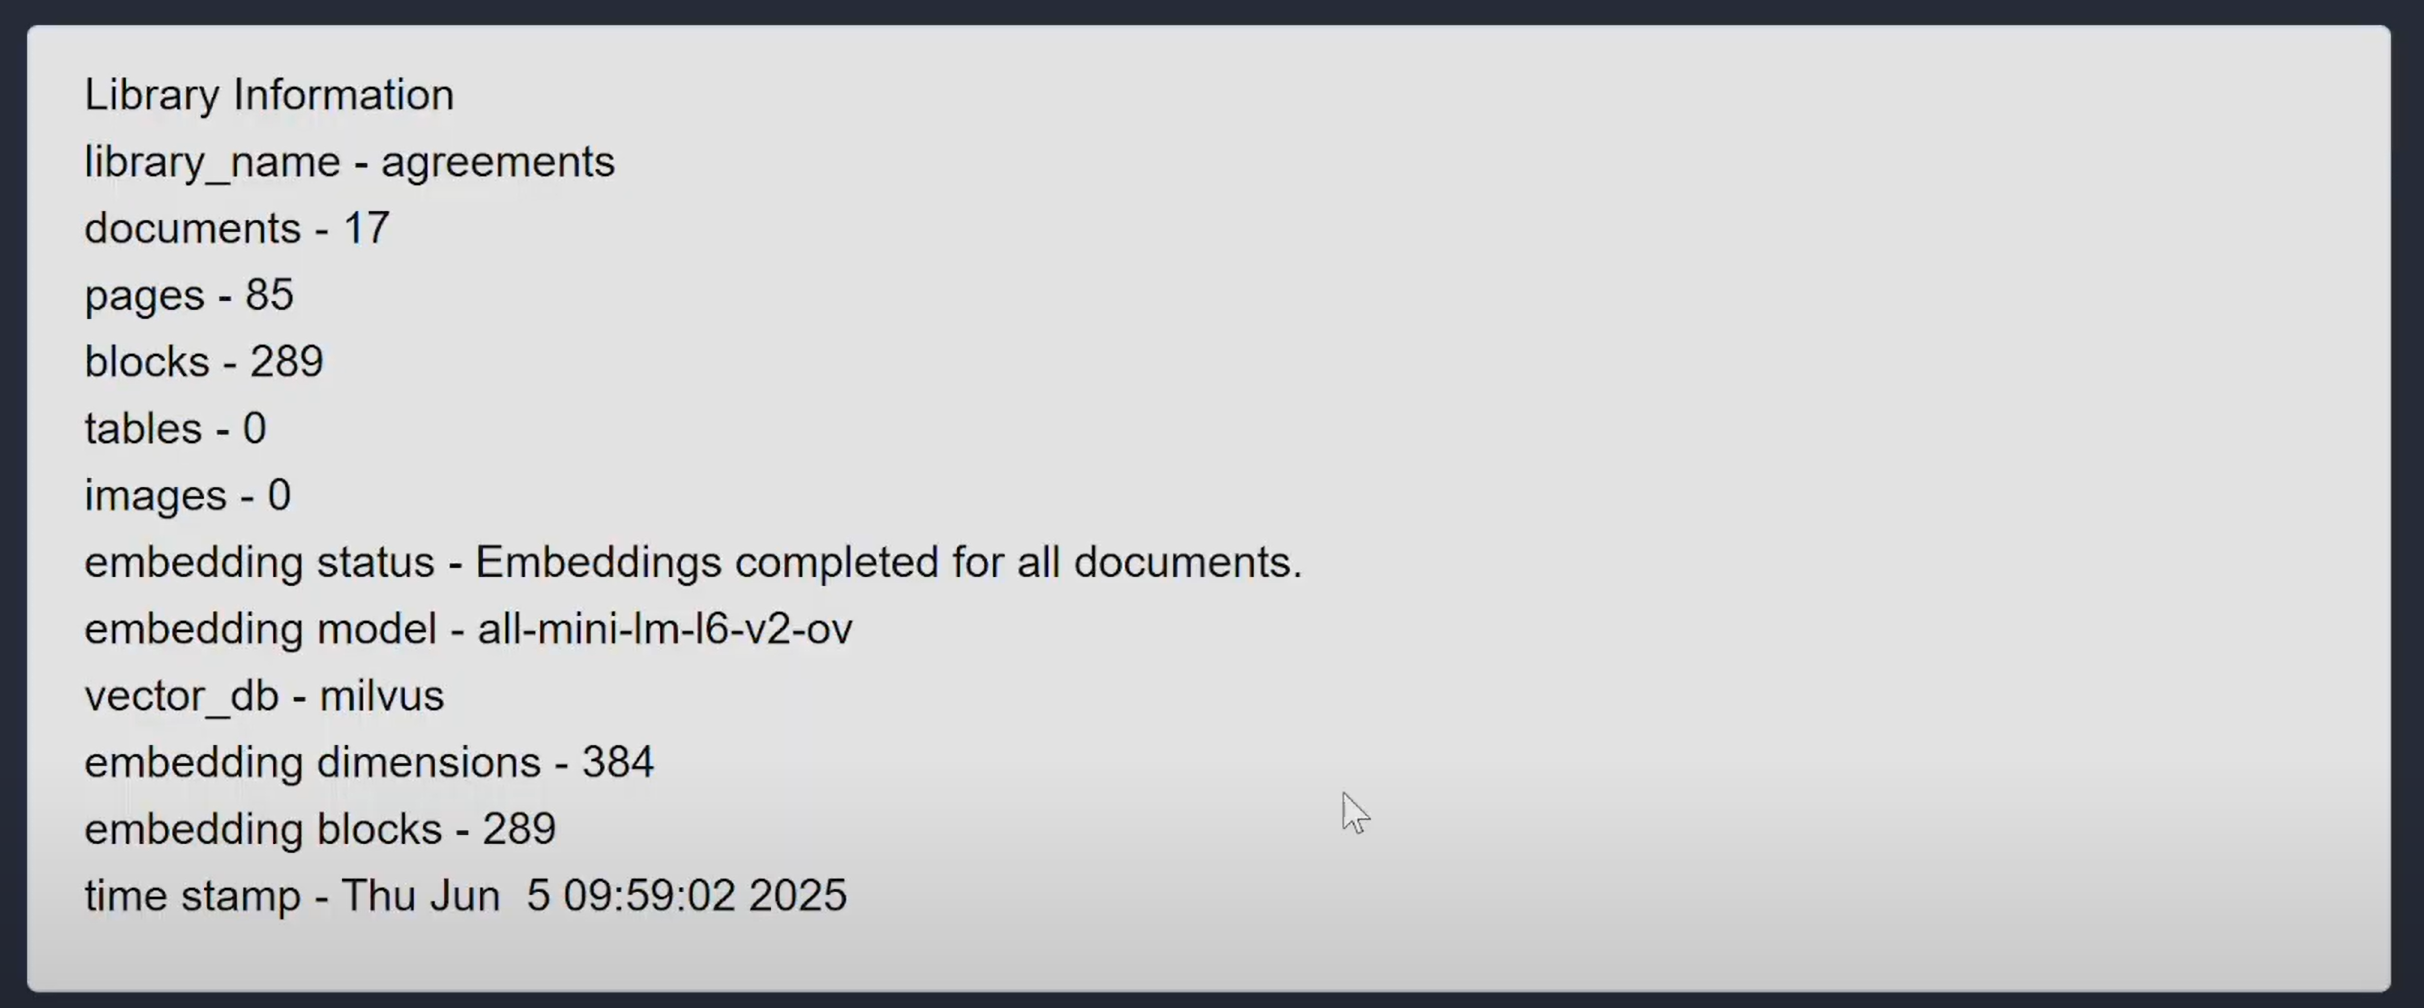 Library Information
library_name - agreements
documents - 17
pages - 85
blocks - 289
tables - 0
images - 0
embedding status - Embeddings completed for all documents.
embedding model - all-mini-lm-l6-v2-ov
vector_db - milvus
embedding dimensions - 384
embedding blocks - 289
time stamp - Thu Jun  5 09:59:02 2025